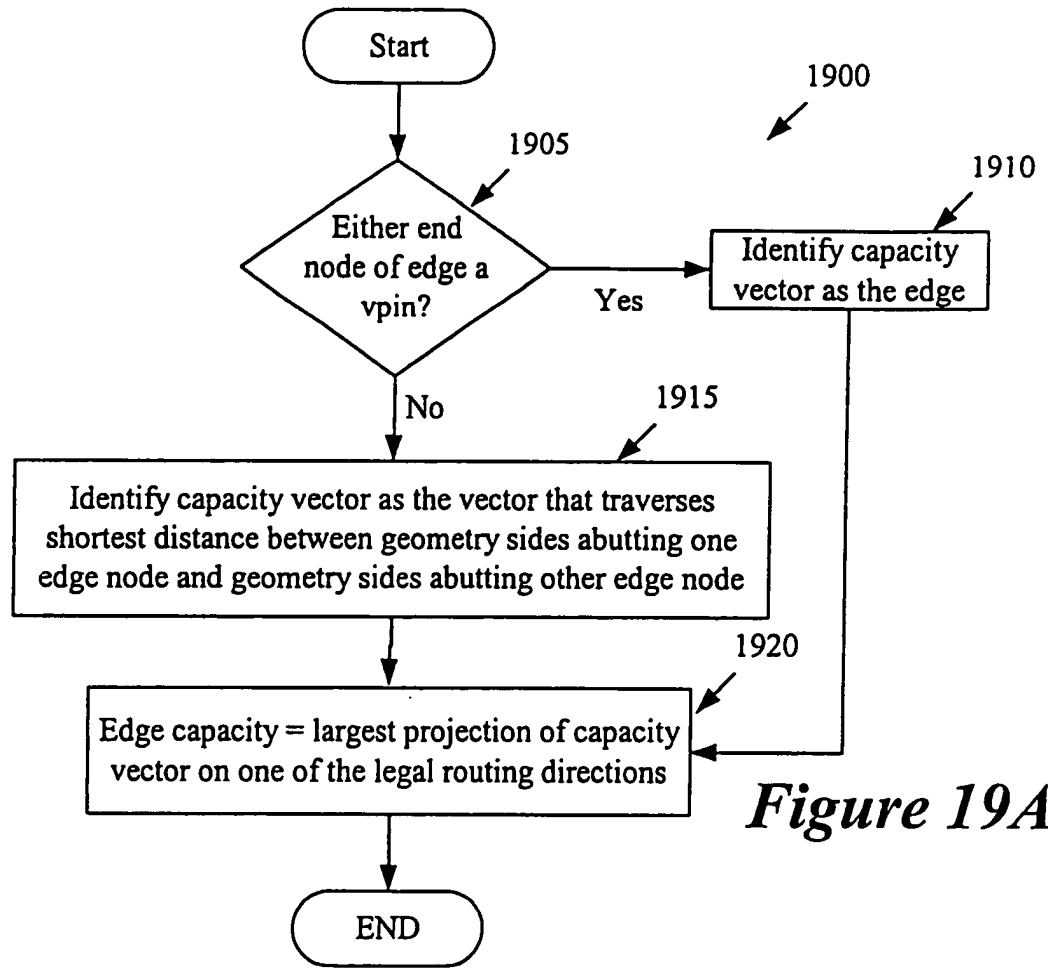 Start
1900
1905
1910
Either end
node of edge a
vpin?
Identify capacity
vector as the edge
Yes
No
1915
Identify capacity vector as the vector that traverses
shortest distance between geometry sides abutting one
edge node and geometry sides abutting other edge node
1920
Edge capacity = largest projection of capacity
vector on one of the legal routing directions
Figure 19A
END